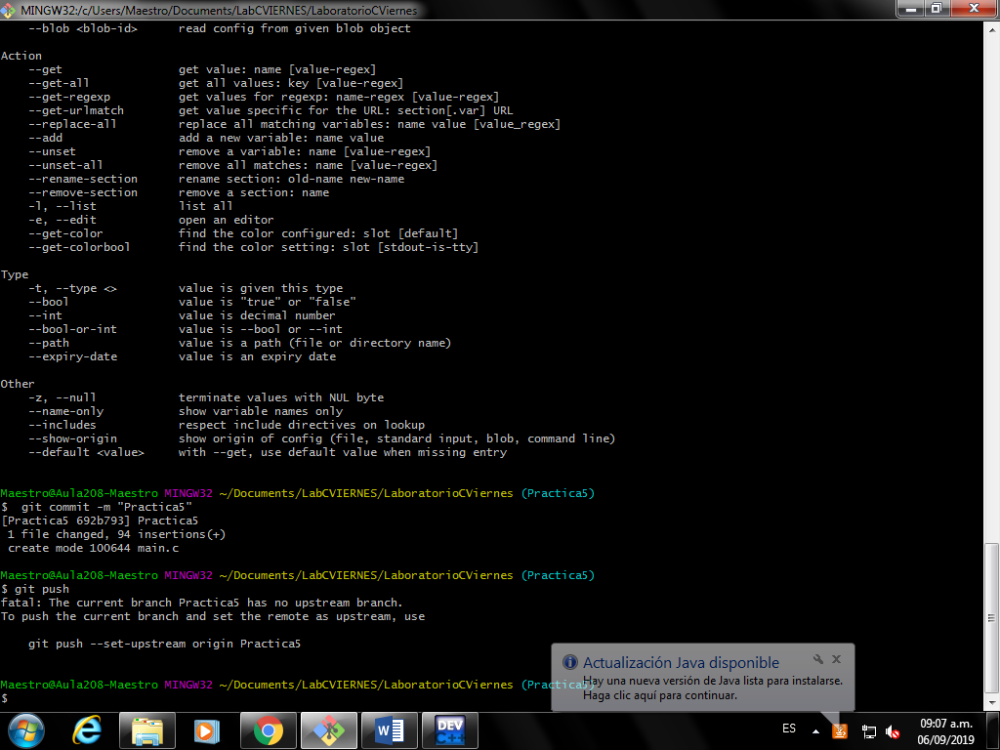 MINGW32:/c/Users/Maestro/Documents/LabCVIERNES/LaboratorioCViernes
--blob <blob-id> read config from given blob object
Action
--get get value: name [value-regex]
--get-all get all values: key [value-regex]
--get-regexp get values for regexp: name-regex [value-regex]
--get-urlmatch get value specific for the URL: section[.var] URL
--replace-all replace all matching variables: name value [value_regex]
--add add a new variable: name value
--unset remove a variable: name [value-regex]
--unset-all remove all matches: name [value-regex]
--rename-section rename section: old-name new-name
--remove-section remove a section: name
-l, --list list all
-e, --edit open an editor
--get-color find the color configured: slot [default]
--get-colorbool find the color setting: slot [stdout-is-tty]
Type
-t, --type <> value is given this type
--bool value is "true" or "false"
--int value is decimal number
--bool-or-int value is --bool or --int
--path value is a path (file or directory name)
--expiry-date value is an expiry date
Other
-z, --null terminate values with NUL byte
--name-only show variable names only
--includes respect include directives on lookup
--show-origin show origin of config (file, standard input, blob, command line)
--default <value> with --get, use default value when missing entry
Maestro@Aula208-Maestro MINGW32 ~/Documents/LabCVIERNES/LaboratorioCViernes (Practica5)
$ git commit -m "Practica5"
[Practica5 692b793] Practica5
1 file changed, 94 insertions(+)
create mode 100644 main.c
Maestro@Aula208-Maestro MINGW32 ~/Documents/LabCVIERNES/LaboratorioCViernes (Practica5)
$ git push
fatal: The current branch Practica5 has no upstream branch.
To push the current branch and set the remote as upstream, use
git push --set-upstream origin Practica5
Maestro@Aula208-Maestro MINGW32 ~/Documents/LabCVIERNES/LaboratorioCViernes (Practica5)
$
Actualización Java disponible
Hay una nueva versión de Java lista para instalarse.
Haga clic aquí para continuar.
DEV
C++
ES
09:07 a.m.
06/09/2019